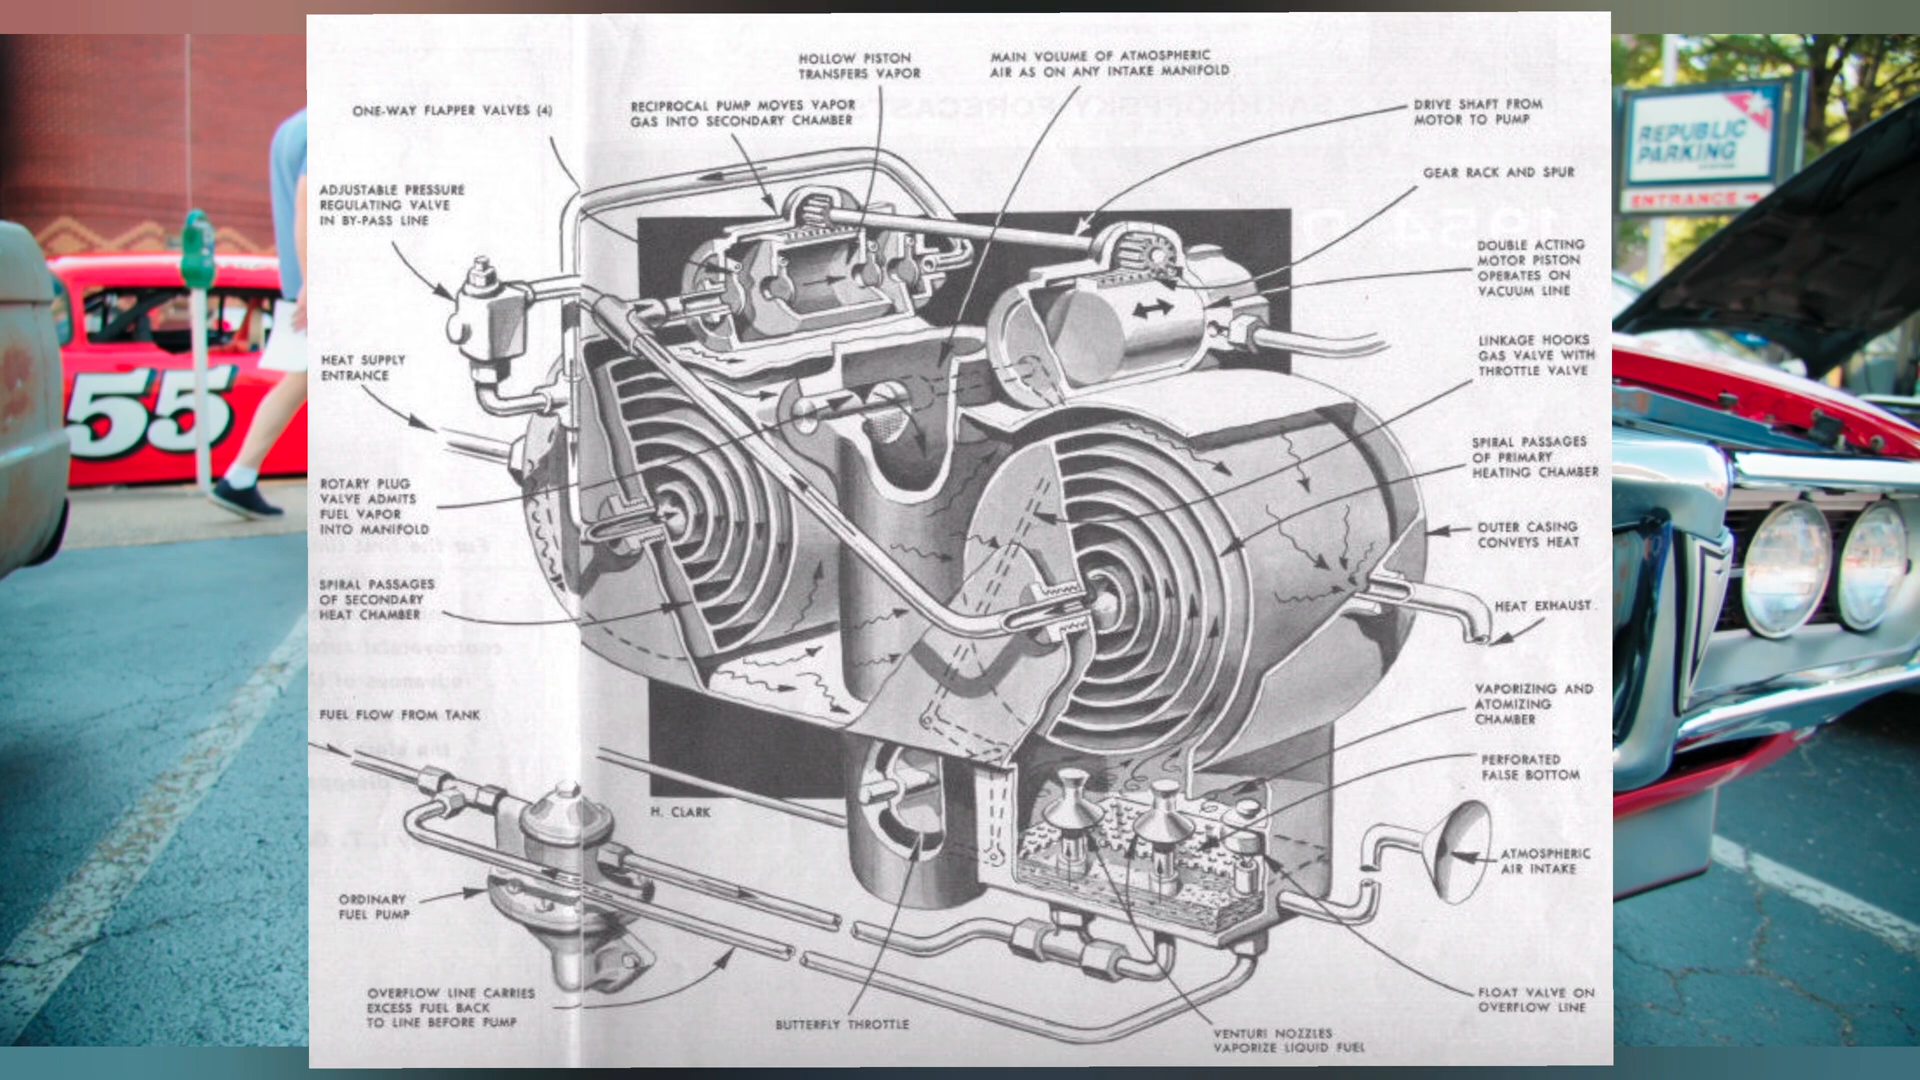 HOLLOW PISTON
TRANSFERS VAPOR
MAIN VOLUME OF ATMOSPHERIC
AIR AS ON ANY INTAKE MANIFOLD
ONE-WAY FLAPPER VALVES (4)
RECIPROCAL PUMP MOVES VAPOR
GAS INTO SECONDARY CHAMBER
DRIVE SHAFT FROM
MOTOR TO PUMP
GEAR RACK AND SPUR
ADJUSTABLE PRESSURE
REGULATING VALVE
IN BY-PASS LINE
DOUBLE ACTING
MOTOR PISTON
OPERATES ON
VACUUM LINE
HEAT SUPPLY
ENTRANCE
LINKAGE HOOKS
GAS VALVE WITH
THROTTLE VALVE
ROTARY PLUG
VALVE ADMITS
FUEL VAPOR
INTO MANIFOLD
SPIRAL PASSAGES
OF PRIMARY
HEATING CHAMBER
OUTER CASING
CONVEYS HEAT
SPIRAL PASSAGES
OF SECONDARY
HEAT CHAMBER
HEAT EXHAUST.
FUEL FLOW FROM TANK
VAPORIZING AND
ATOMIZING
CHAMBER
PERFORATED
FALSE BOTTOM
H. CLARK
ATMOSPHERIC
AIR INTAKE
ORDINARY
FUEL PUMP
OVERFLOW LINE CARRIES
EXCESS FUEL BACK
TO LINE BEFORE PUMP
BUTTERFLY THROTTLE
VENTURI NOZZLES
VAPORIZE LIQUID FUEL
FLOAT VALVE ON
OVERFLOW LINE
55
REPUBLIC
PARKING
ENTRANCE